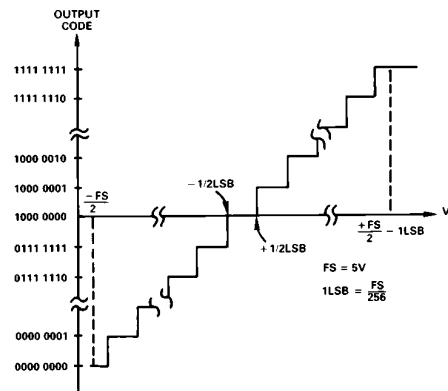 OUTPUT
CODE
1111 1111
1111 1110
1000 0010
1000 0001
1000 0000
0111 1111
0111 1110
0000 0001
0000 0000
-FS
2
-1/2LSB
+1/2LSB
+FS
2
- 1LSB
FS = 5V
1LSB = FS
256